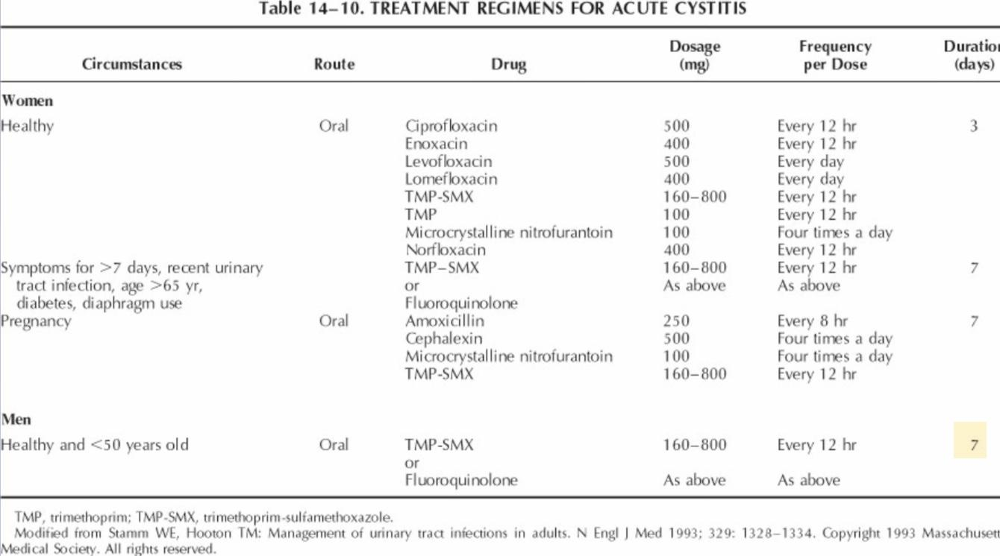 Table 14–10. TREATMENT REGIMENS FOR ACUTE CYSTITIS
Circumstances Route Drug Dosage (mg) Frequency per Dose Duration (days)
Women
Healthy Oral Ciprofloxacin 500 Every 12 hr 3
Enoxacin 400 Every 12 hr
Levofloxacin 500 Every day
Lomefloxacin 400 Every day
TMP-SMX 160–800 Every 12 hr
TMP 100 Every 12 hr
Microcrystalline nitrofurantoin 100 Four times a day
Norfloxacin 400 Every 12 hr
Symptoms for >7 days, recent urinary TMP–SMX 160–800 Every 12 hr 7
tract infection, age >65 yr, or As above As above
diabetes, diaphragm use Fluoroquinolone
Pregnancy Oral Amoxicillin 250 Every 8 hr 7
Cephalexin 500 Four times a day
Microcrystalline nitrofurantoin 100 Four times a day
TMP-SMX 160–800 Every 12 hr
Men
Healthy and <50 years old Oral TMP-SMX 160–800 Every 12 hr 7
or
Fluoroquinolone As above As above
TMP, trimethoprim; TMP-SMX, trimethoprim-sulfamethoxazole.
Modified from Stamm WE, Hooton TM: Management of urinary tract infections in adults. N Engl J Med 1993; 329: 1328–1334. Copyright 1993 Massachusett
Medical Society. All rights reserved.